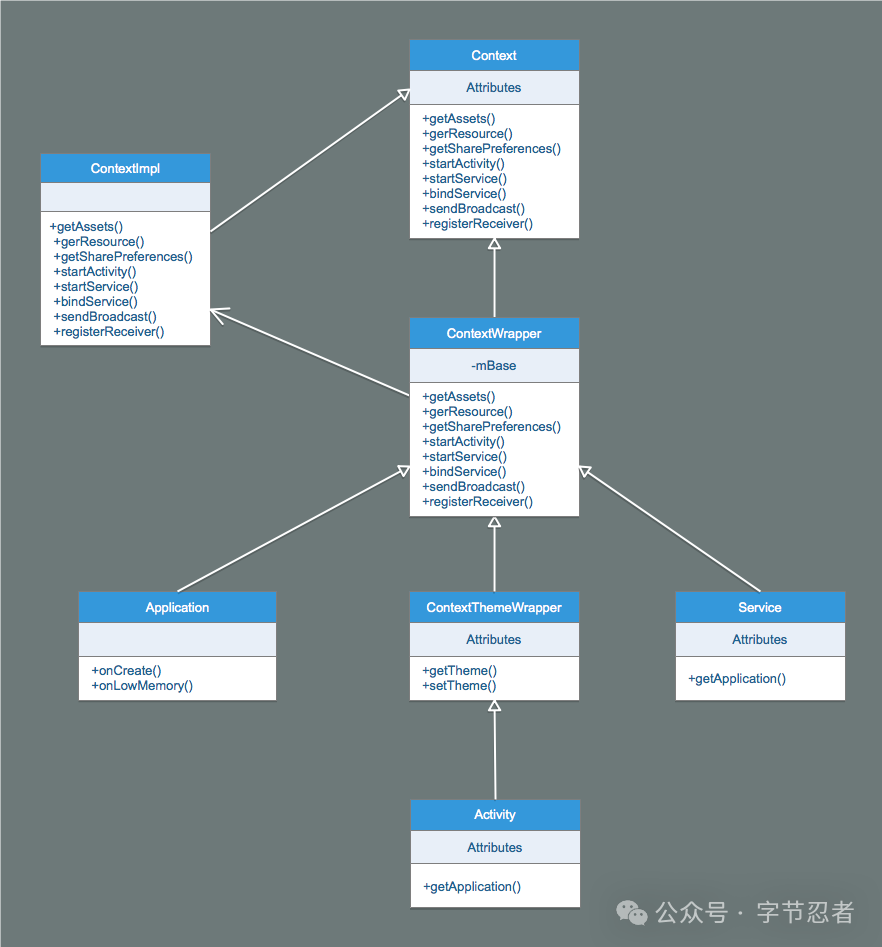 Context
Attributes
+getAssets()
+gerResource()
+getSharePreferences()
+startActivity()
+startService()
+bindService()
+sendBroadcast()
+registerReceiver()
ContextImpl
+getAssets()
+gerResource()
+getSharePreferences()
+startActivity()
+startService()
+bindService()
+sendBroadcast()
+registerReceiver()
ContextWrapper
-mBase
+getAssets()
+gerResource()
+getSharePreferences()
+startActivity()
+startService()
+bindService()
+sendBroadcast()
+registerReceiver()
Application
+onCreate()
+onLowMemory()
ContextThemeWrapper
Attributes
+getTheme()
+setTheme()
Service
Attributes
+getApplication()
Activity
Attributes
+getApplication()
公众号 · 字节忍者